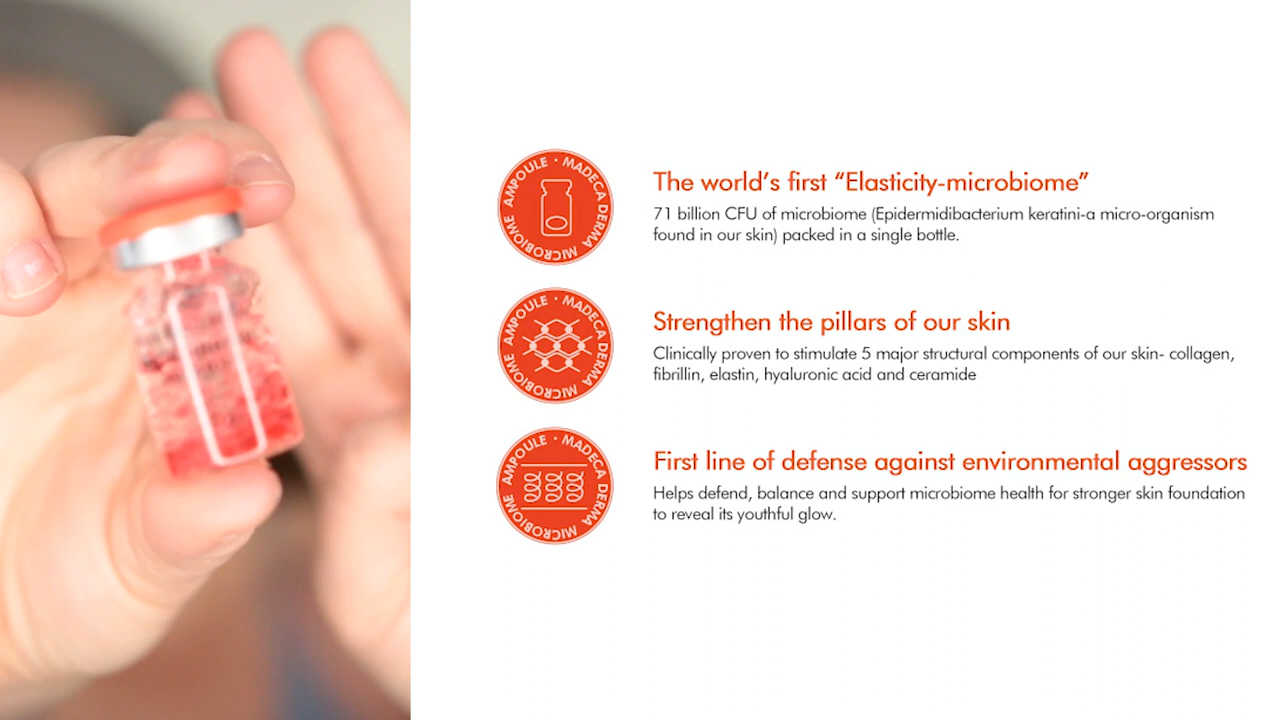 AMPOULE · MADECA DERMA MICROBIOME
The world's first “Elasticity-microbiome”
71 billion CFU of microbiome (Epidermidibacterium keratini-a micro-organism
found in our skin) packed in a single bottle.
AMPOULE · MADECA DERMA MICROBIOME
Strengthen the pillars of our skin
Clinically proven to stimulate 5 major structural components of our skin- collagen,
fibrillin, elastin, hyaluronic acid and ceramide
AMPOULE · MADECA DERMA MICROBIOME
First line of defense against environmental aggressors
Helps defend, balance and support microbiome health for stronger skin foundation
to reveal its youthful glow.